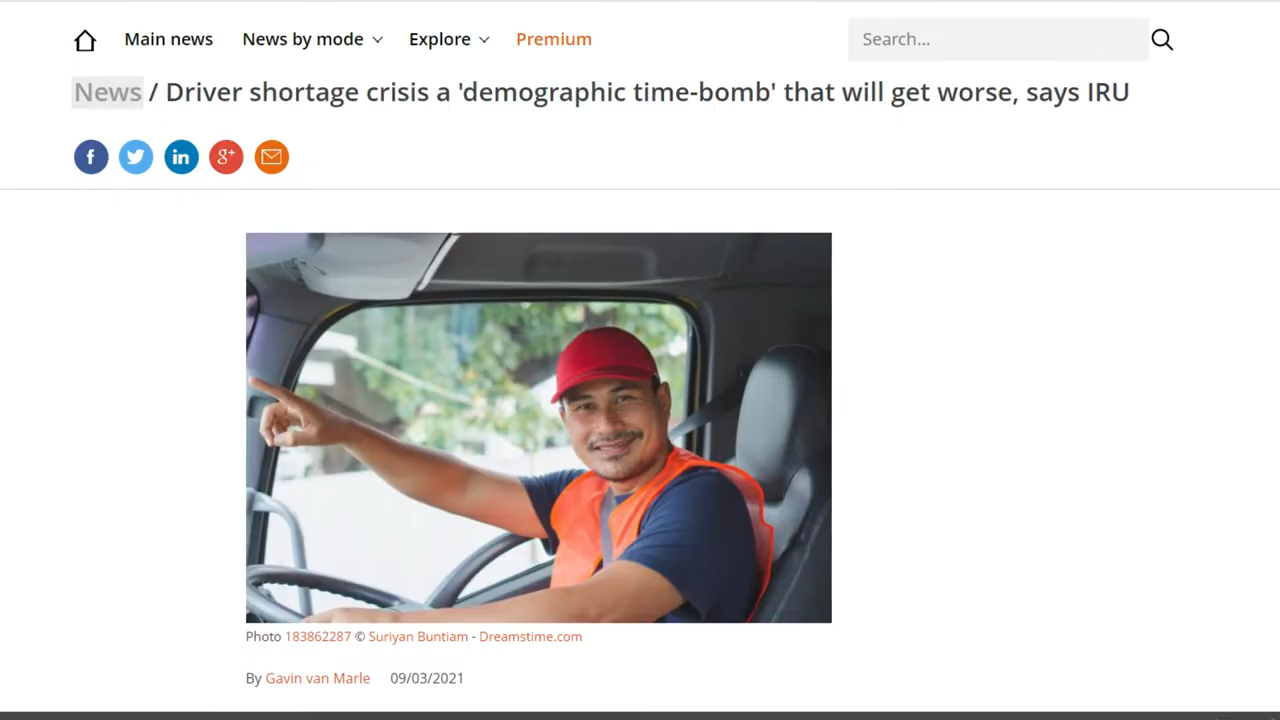 Main news News by mode Explore Premium Search...
News / Driver shortage crisis a 'demographic time-bomb' that will get worse, says IRU
f in g+
Photo 183862287 © Suriyan Buntiam - Dreamstime.com
By Gavin van Marle 09/03/2021